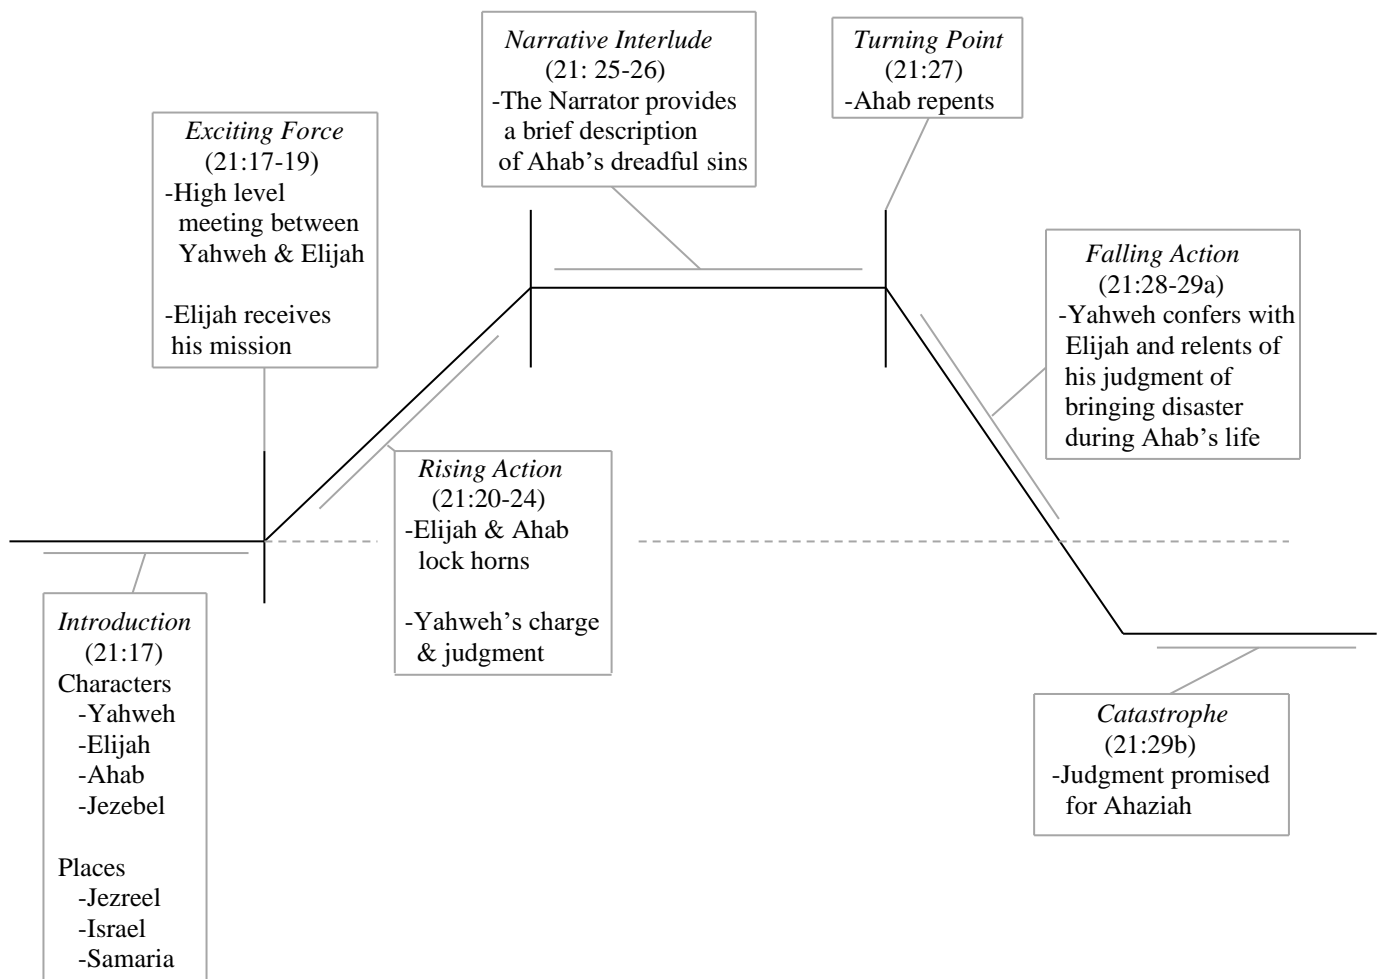 Introduction
(21:17)
Characters
-Yahweh
-Elijah
-Ahab
-Jezebel
Places
-Jezreel
-Israel
-Samaria
Exciting Force
(21:17-19)
-High level
meeting between
Yahweh & Elijah
-Elijah receives
his mission
Rising Action
(21:20-24)
-Elijah & Ahab
lock horns
-Yahweh’s charge
& judgment
Narrative Interlude
(21: 25-26)
-The Narrator provides
a brief description
of Ahab’s dreadful sins
Turning Point
(21:27)
-Ahab repents
Falling Action
(21:28-29a)
-Yahweh confers with
Elijah and relents of
his judgment of
bringing disaster
during Ahab’s life
Catastrophe
(21:29b)
-Judgment promised
for Ahaziah